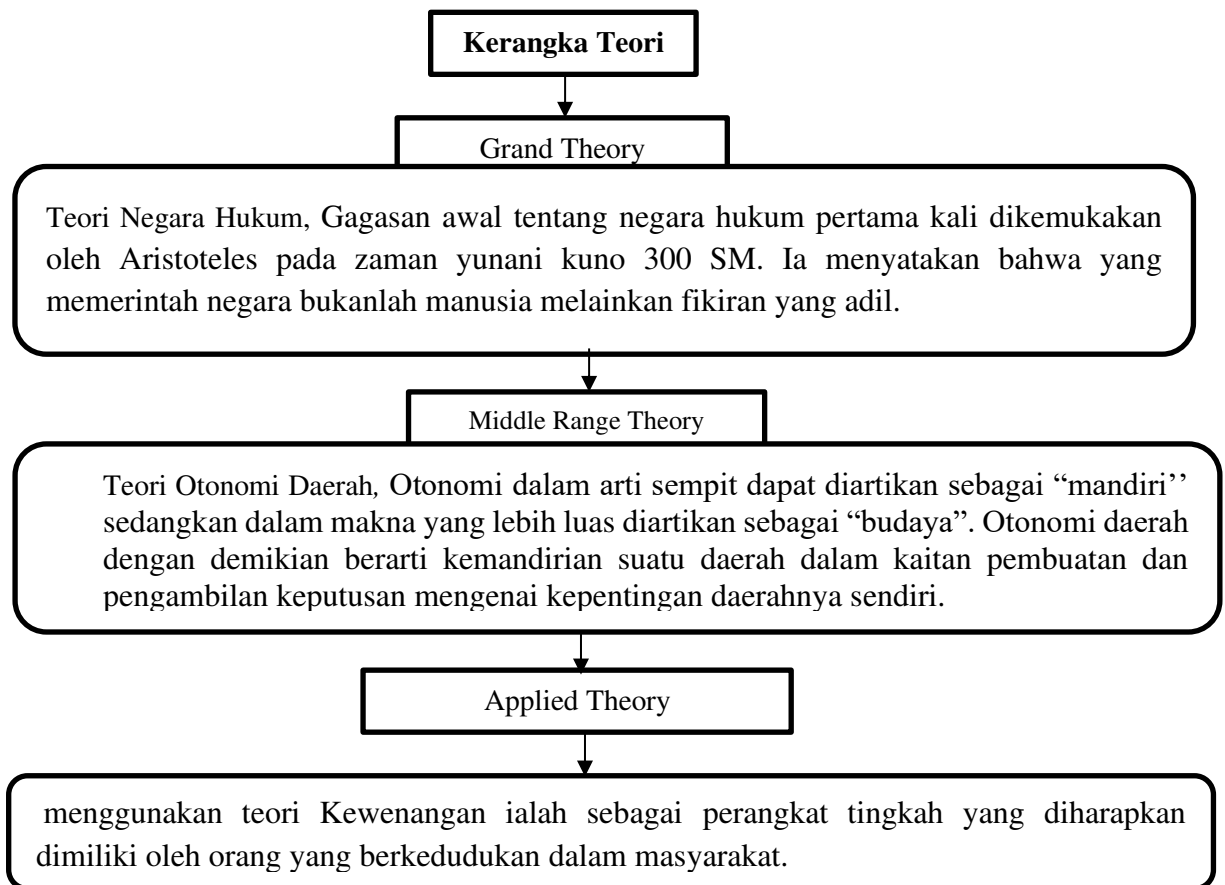 Kerangka Teori
Grand Theory
Teori Negara Hukum, Gagasan awal tentang negara hukum pertama kali dikemukakan
oleh Aristoteles pada zaman yunani kuno 300 SM. Ia menyatakan bahwa yang
memerintah negara bukanlah manusia melainkan fikiran yang adil.
Middle Range Theory
Teori Otonomi Daerah, Otonomi dalam arti sempit dapat diartikan sebagai “mandiri’’
sedangkan dalam makna yang lebih luas diartikan sebagai “budaya”. Otonomi daerah
dengan demikian berarti kemandirian suatu daerah dalam kaitan pembuatan dan
pengambilan keputusan mengenai kepentingan daerahnya sendiri.
Applied Theory
menggunakan teori Kewenangan ialah sebagai perangkat tingkah yang diharapkan
dimiliki oleh orang yang berkedudukan dalam masyarakat.